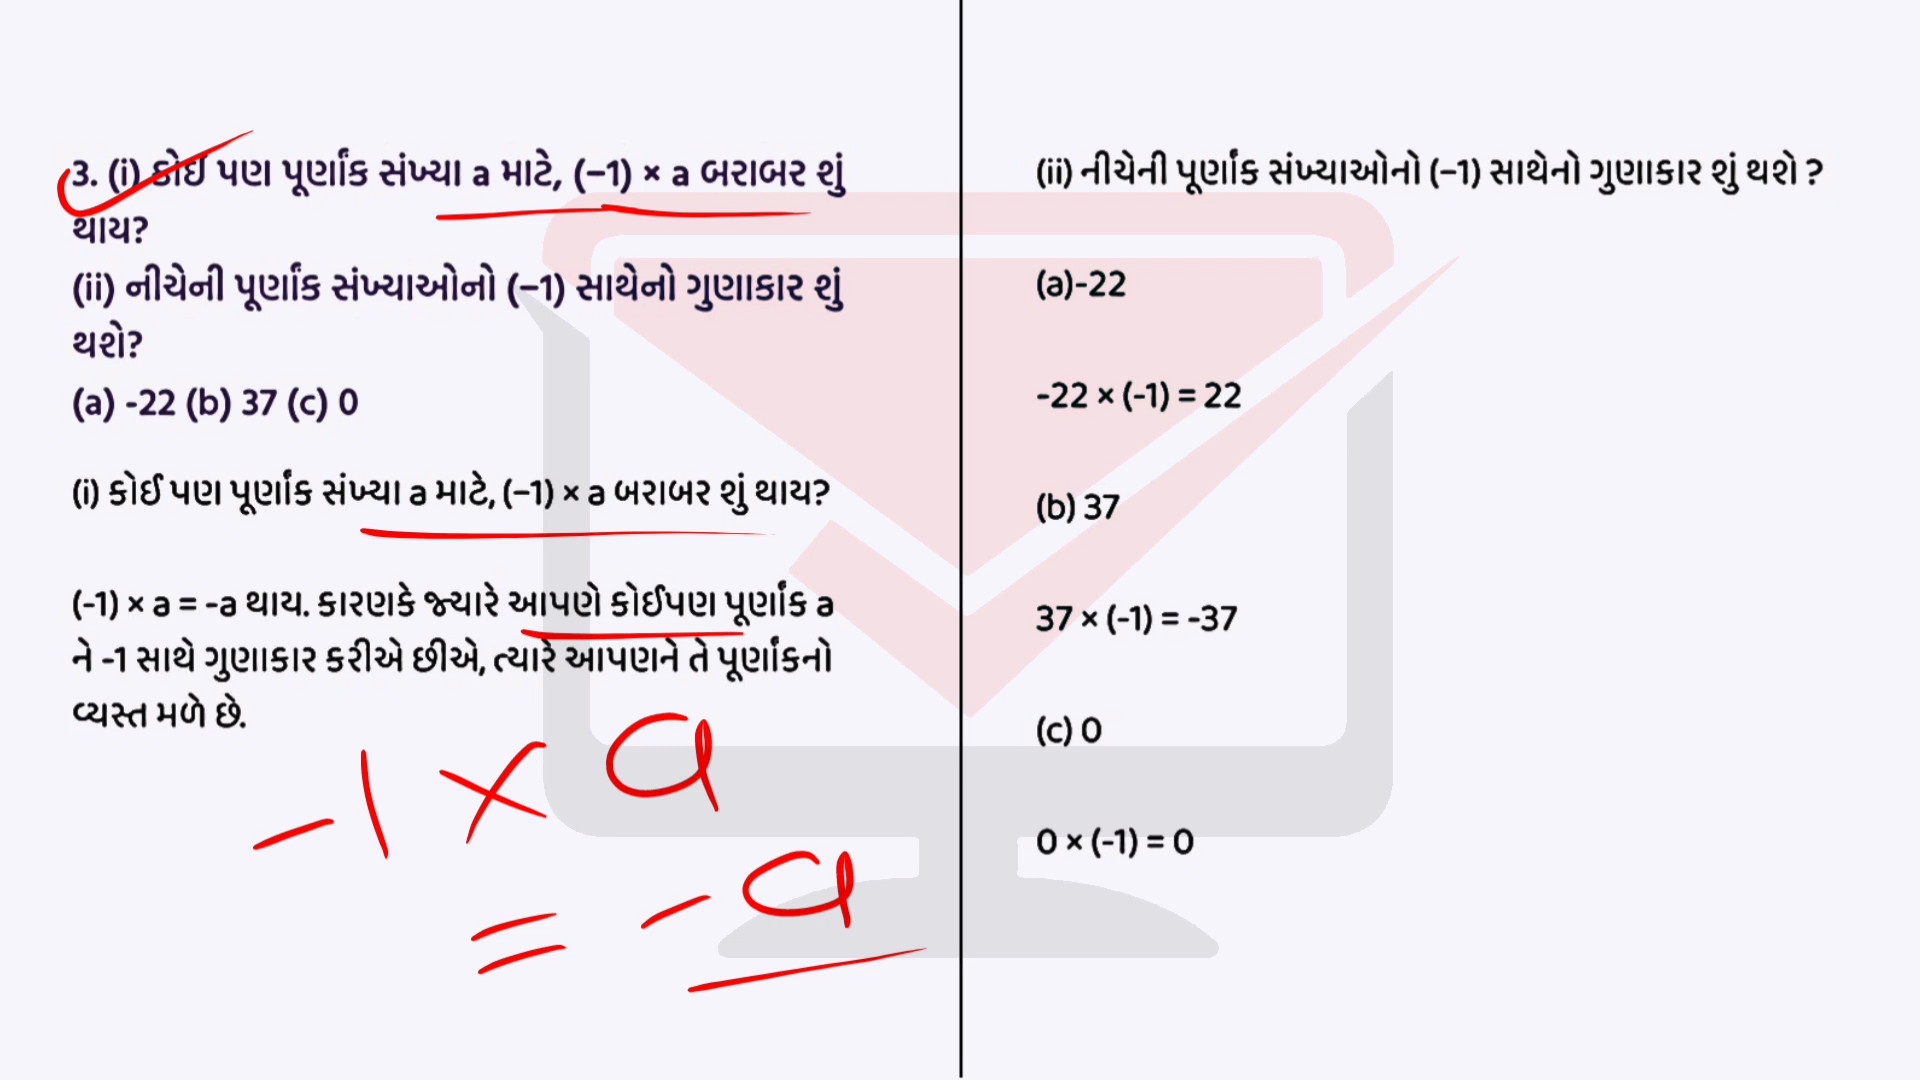 3. (i) કોઈ પણ પૂર્ણાંક સંખ્યા a માટે, (−1) × a બરાબર શું
થાય?
(ii) નીચેની પૂર્ણાંક સંખ્યાઓનો (−1) સાથેનો ગુણાકાર શું
થશે?
(a) -22 (b) 37 (c) 0
(i) કોઈ પણ પૂર્ણાંક સંખ્યા a માટે, (−1) × a બરાબર શું થાય?
(-1) × a = -a થાય. કારણકે જ્યારે આપણે કોઈપણ પૂર્ણાંક a
ને -1 સાથે ગુણાકાર કરીએ છીએ, ત્યારે આપણને તે પૂર્ણાંકનો
વ્યસ્ત મળે છે.
-1 × a
= -a
(ii) નીચેની પૂર્ણાંક સંખ્યાઓનો (−1) સાથેનો ગુણાકાર શું થશે ?
(a)-22
-22 × (-1) = 22
(b) 37
37 × (-1) = -37
(c) 0
0 × (-1) = 0